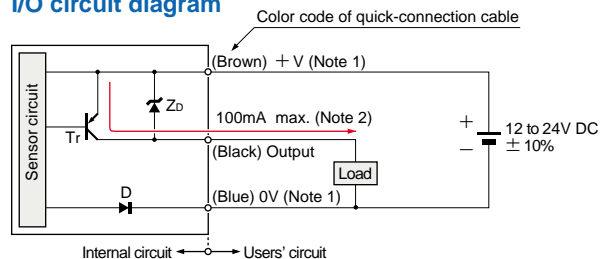 I/O circuit diagram
Color code of quick-connection cable
(Brown) +V (Note 1)
Sensor circuit
Tr
ZD
100mA max. (Note 2)
(Black) Output
Load
+
−
12 to 24V DC
± 10%
D
(Blue) 0V (Note 1)
Internal circuit
Users' circuit